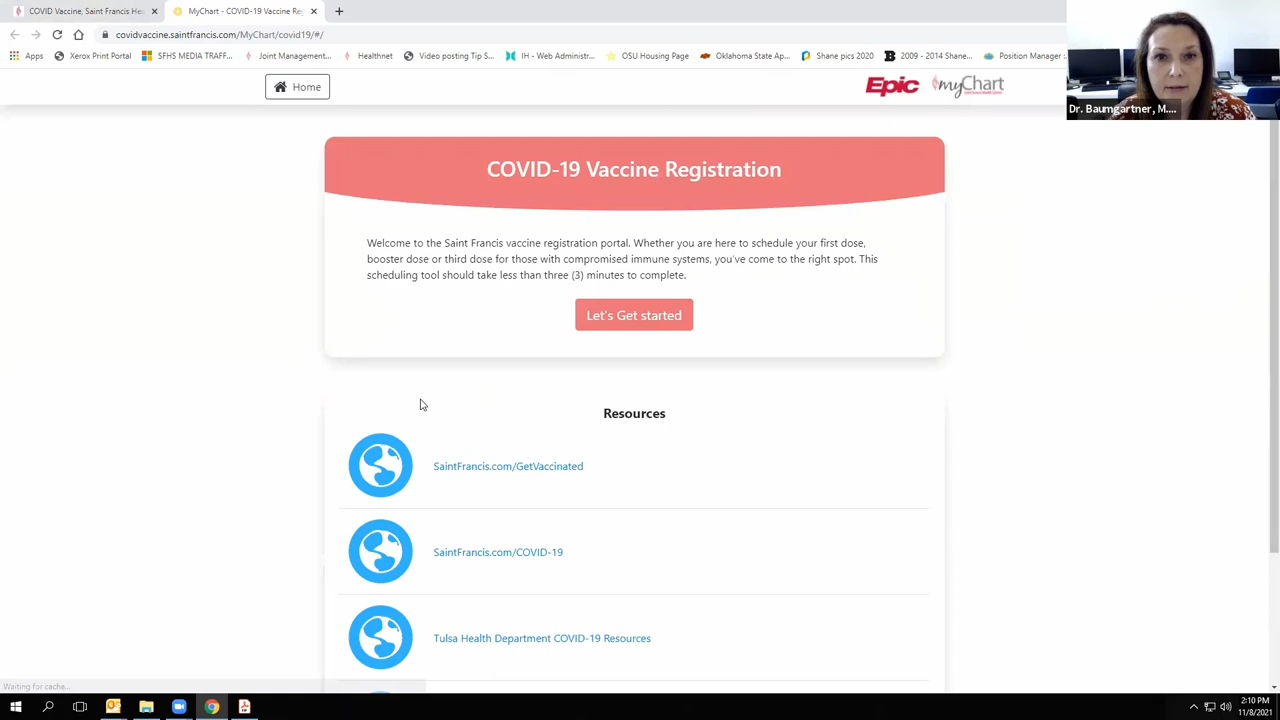 COVID Vaccine, Saint Francis Hea
MyChart - COVID-19 Vaccine Reg
covidvaccine.saintfrancis.com/MyChart/covid19/#/
Apps
Xerox Print Portal
SFHS MEDIA TRAFF...
Joint Management...
Healthnet
Video posting Tip S...
IH - Web Administr...
OSU Housing Page
Oklahoma State Ap...
Shane pics 2020
2009 - 2014 Shane...
Position Manager :
Dr. Baumgartner, M....
Home
Epic
myChart
COVID-19 Vaccine Registration
Welcome to the Saint Francis vaccine registration portal. Whether you are here to schedule your first dose,
booster dose or third dose for those with compromised immune systems, you've come to the right spot. This
scheduling tool should take less than three (3) minutes to complete.
Let's Get started
Resources
SaintFrancis.com/GetVaccinated
SaintFrancis.com/COVID-19
Tulsa Health Department COVID-19 Resources
Waiting for cache...
2:10 PM
11/8/2021